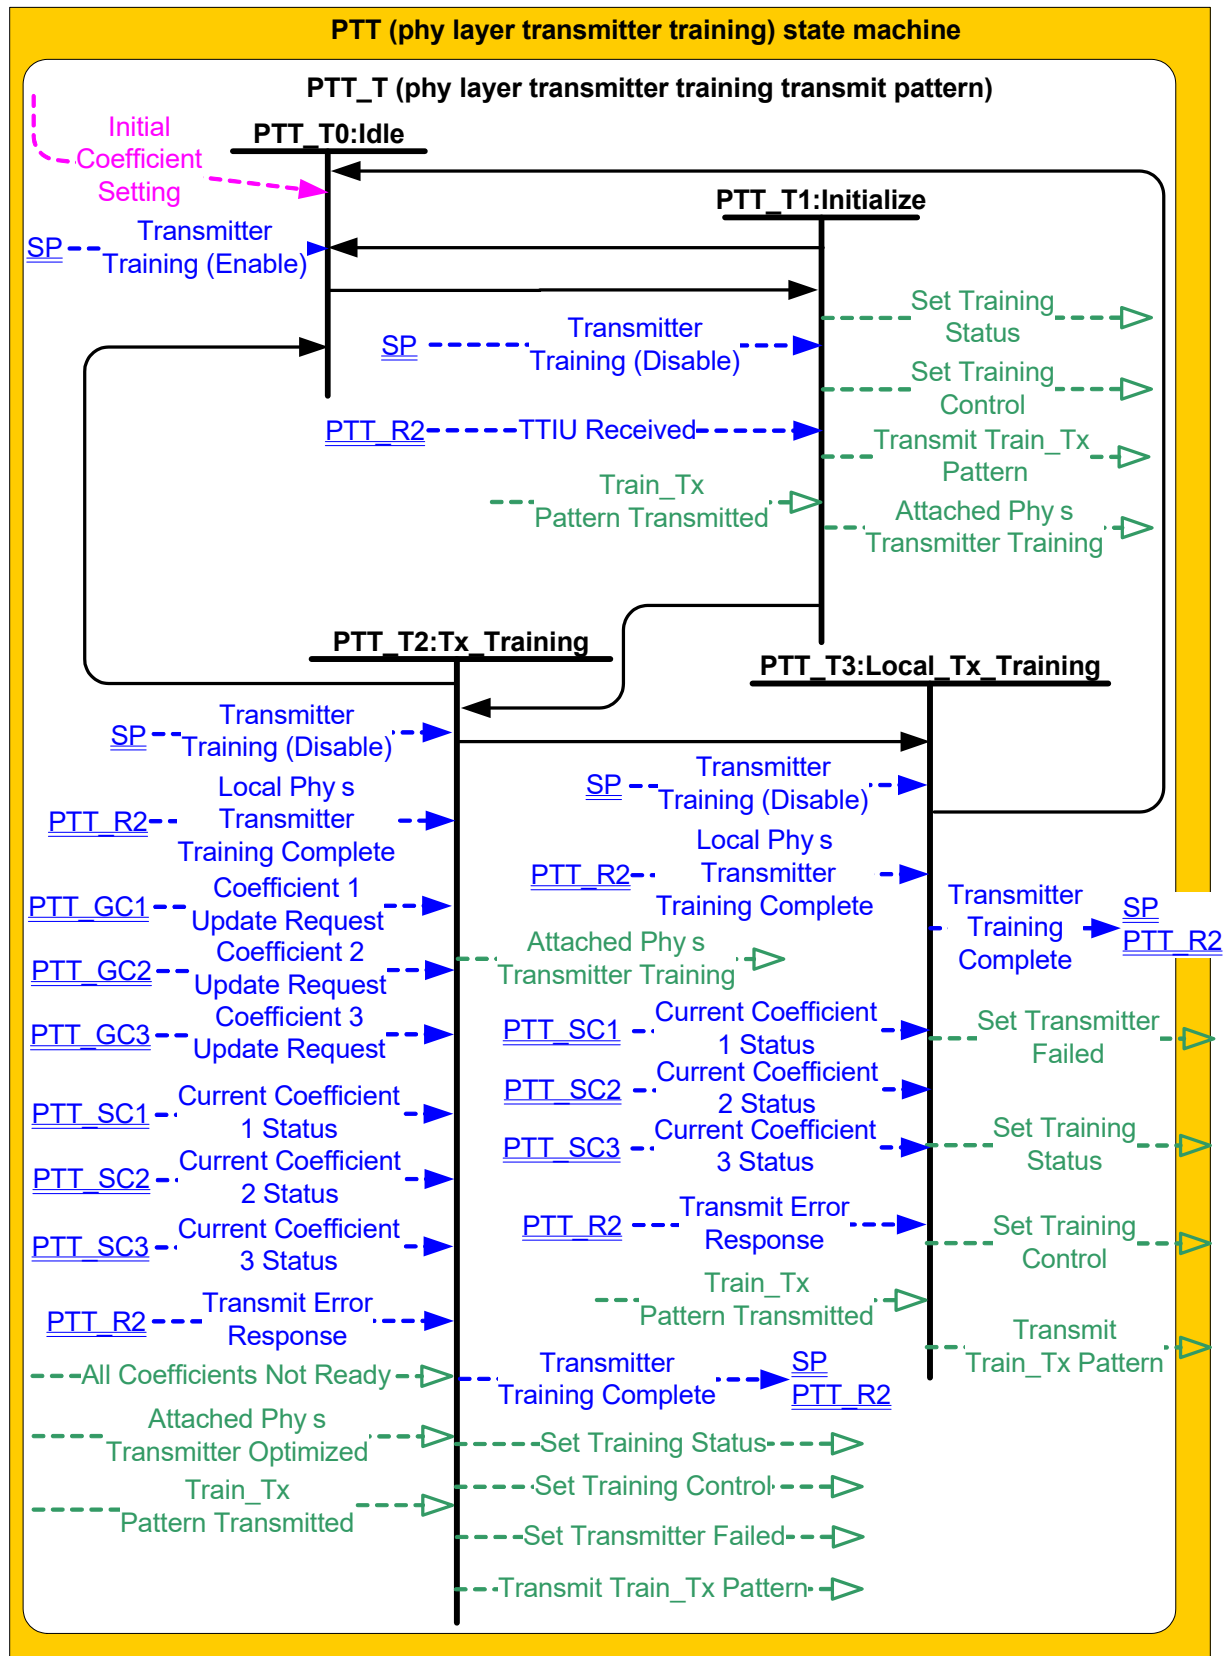 PTT (phy layer transmitter training) state machine
PTT_T (phy layer transmitter training transmit pattern)
Initial
Coefficient
Setting
PTT_T0:Idle
PTT_T1:Initialize
SP
Transmitter
Training (Enable)
Set Training
Status
SP
Transmitter
Training (Disable)
Set Training
Control
PTT_R2
TTIU Received
Transmit Train_Tx
Pattern
Train_Tx
Pattern Transmitted
Attached Phy s
Transmitter Training
PTT_T2:Tx_Training
PTT_T3:Local_Tx_Training
SP
Transmitter
Training (Disable)
PTT_R2
Local Phy s
Transmitter
Training Complete
PTT_GC1
Coefficient 1
Update Request
PTT_GC2
Coefficient 2
Update Request
PTT_GC3
Coefficient 3
Update Request
PTT_SC1
Current Coefficient
1 Status
PTT_SC2
Current Coefficient
2 Status
PTT_SC3
Current Coefficient
3 Status
PTT_R2
Transmit Error
Response
All Coefficients Not Ready
Attached Phy s
Transmitter Optimized
Train_Tx
Pattern Transmitted
Attached Phy s
Transmitter Training
Transmitter
Training Complete
SP
PTT_R2
Set Training Status
Set Training Control
Set Transmitter Failed
Transmit Train_Tx Pattern
SP
Transmitter
Training (Disable)
PTT_R2
Local Phy s
Transmitter
Training Complete
PTT_SC1
Current Coefficient
1 Status
PTT_SC2
Current Coefficient
2 Status
PTT_SC3
Current Coefficient
3 Status
PTT_R2
Transmit Error
Response
Train_Tx
Pattern Transmitted
Transmitter
Training
Complete
SP
PTT_R2
Set Transmitter
Failed
Set Training
Status
Set Training
Control
Transmit
Train_Tx Pattern